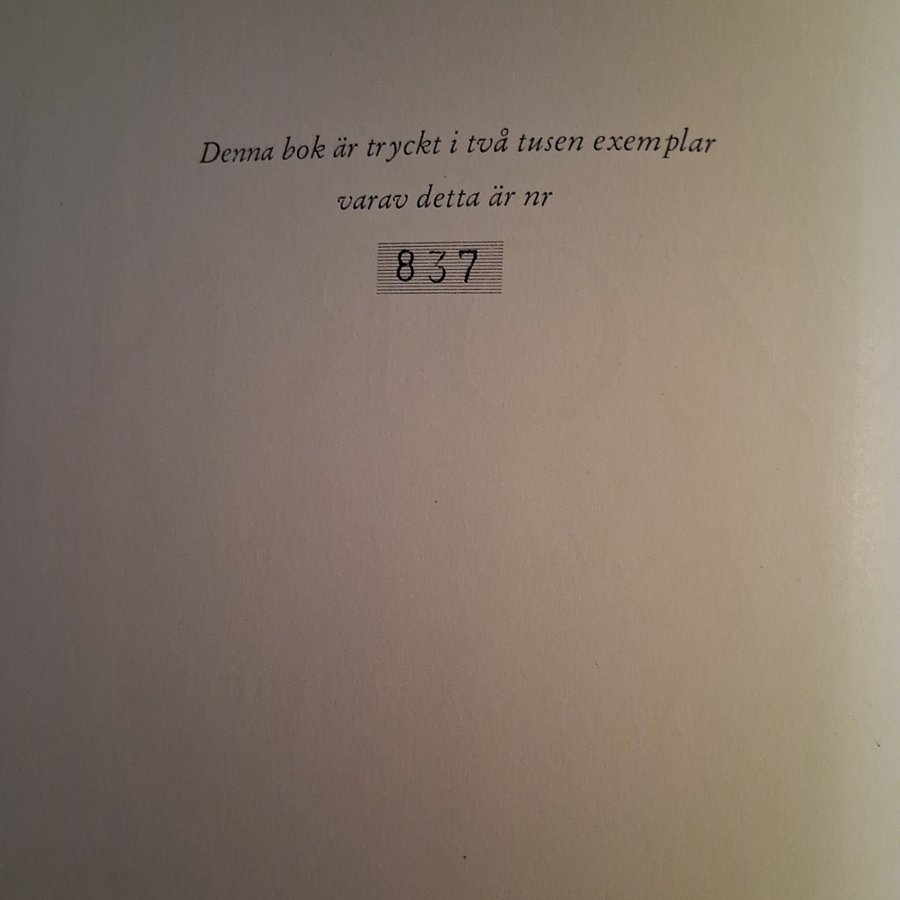 Denna bok är tryckt i två tusen exemplar
varav detta är nr
837